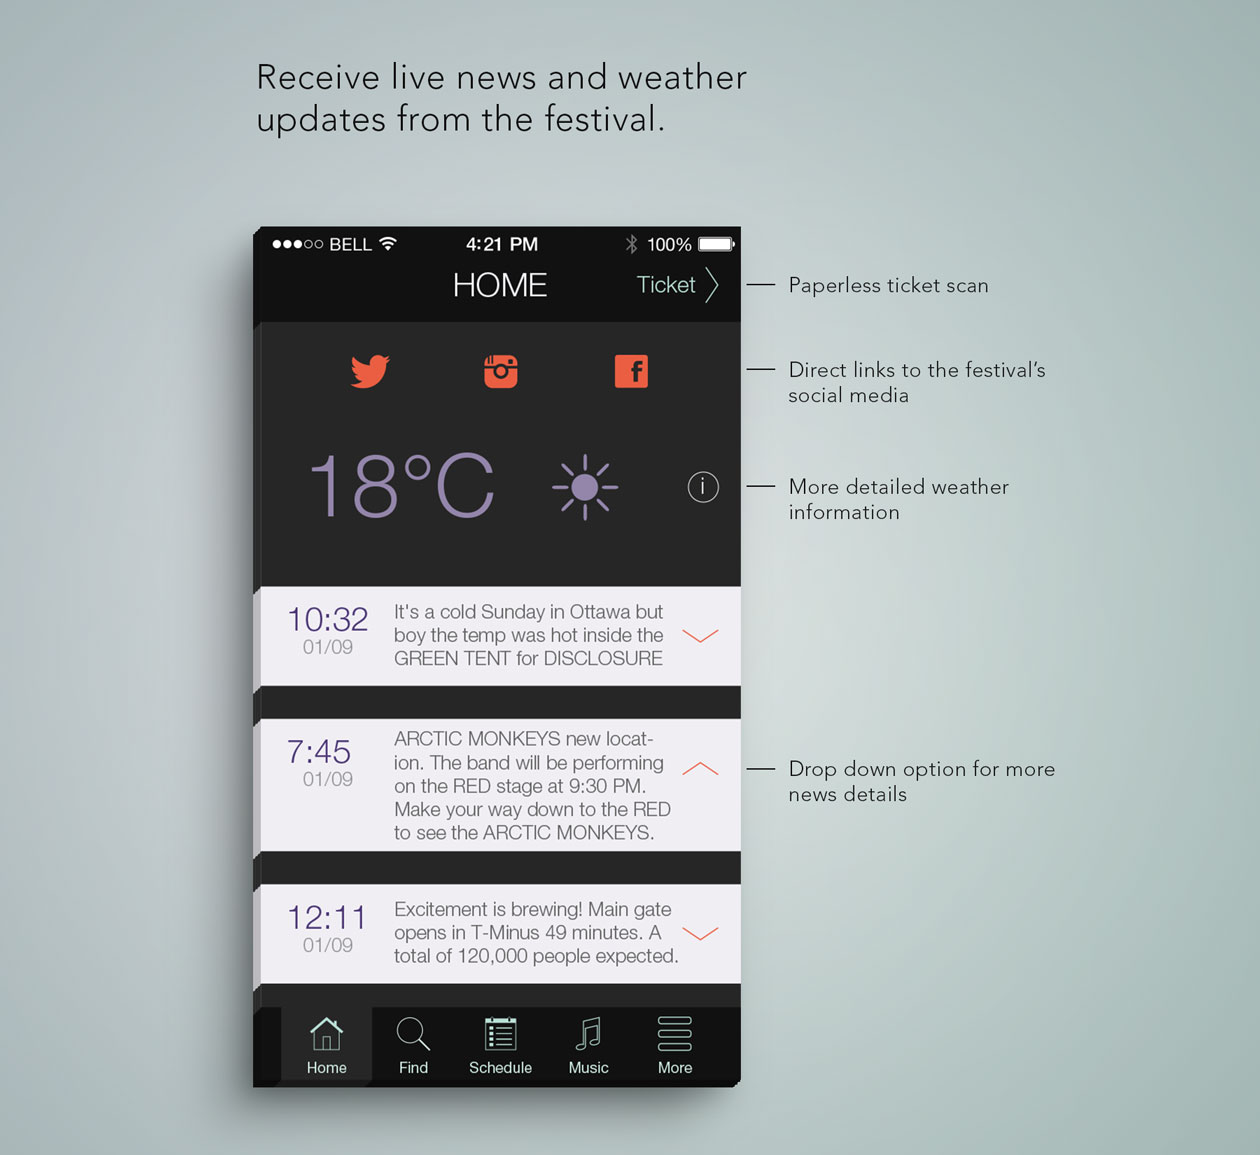 Receive live news and weather
updates from the festival.
BELL 4:21 PM 100%
HOME Ticket
Paperless ticket scan
Direct links to the festival's
social media
18°C
More detailed weather
information
10:32
01/09
It's a cold Sunday in Ottawa but
boy the temp was hot inside the
GREEN TENT for DISCLOSURE
7:45
01/09
ARCTIC MONKEYS new locat-
ion. The band will be performing
on the RED stage at 9:30 PM.
Make your way down to the RED
to see the ARCTIC MONKEYS.
Drop down option for more
news details
12:11
01/09
Excitement is brewing! Main gate
opens in T-Minus 49 minutes. A
total of 120,000 people expected.
Home Find Schedule Music More